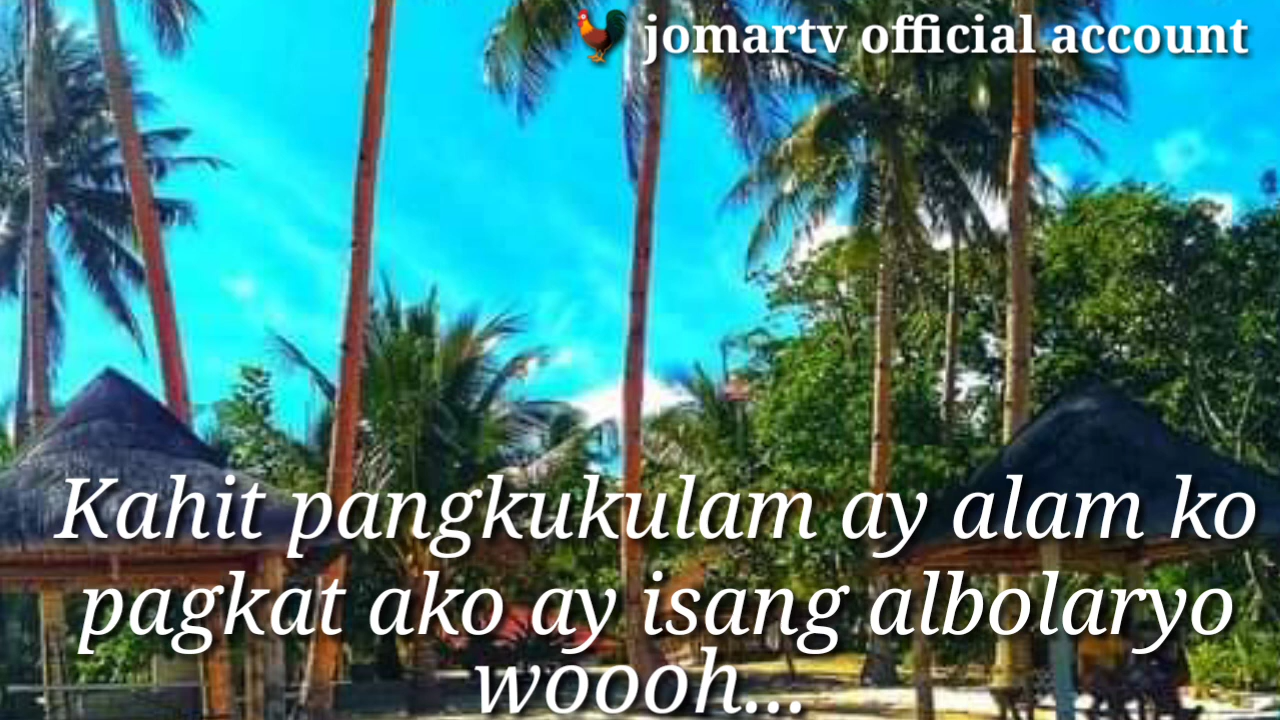 🐓 jomartv official account
Kahit pangkukulam ay alam ko
pagkat ako ay isang albolaryo
woooh...